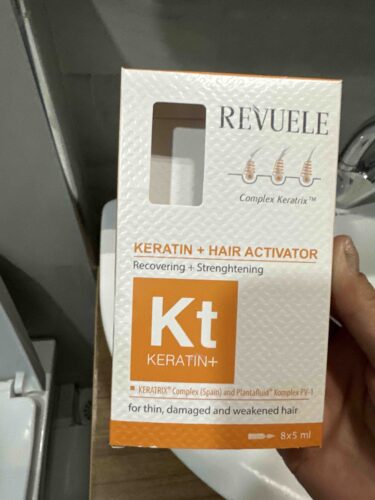 REVUELE
Complex Keratrix™
KERATIN + HAIR ACTIVATOR
Recovering + Strenghtening
Kt
KERATIN+
KERATRIX® Complex (Spain) and Plantafluid® Komplex PV-1
for thin, damaged and weakened hair
8x5 ml